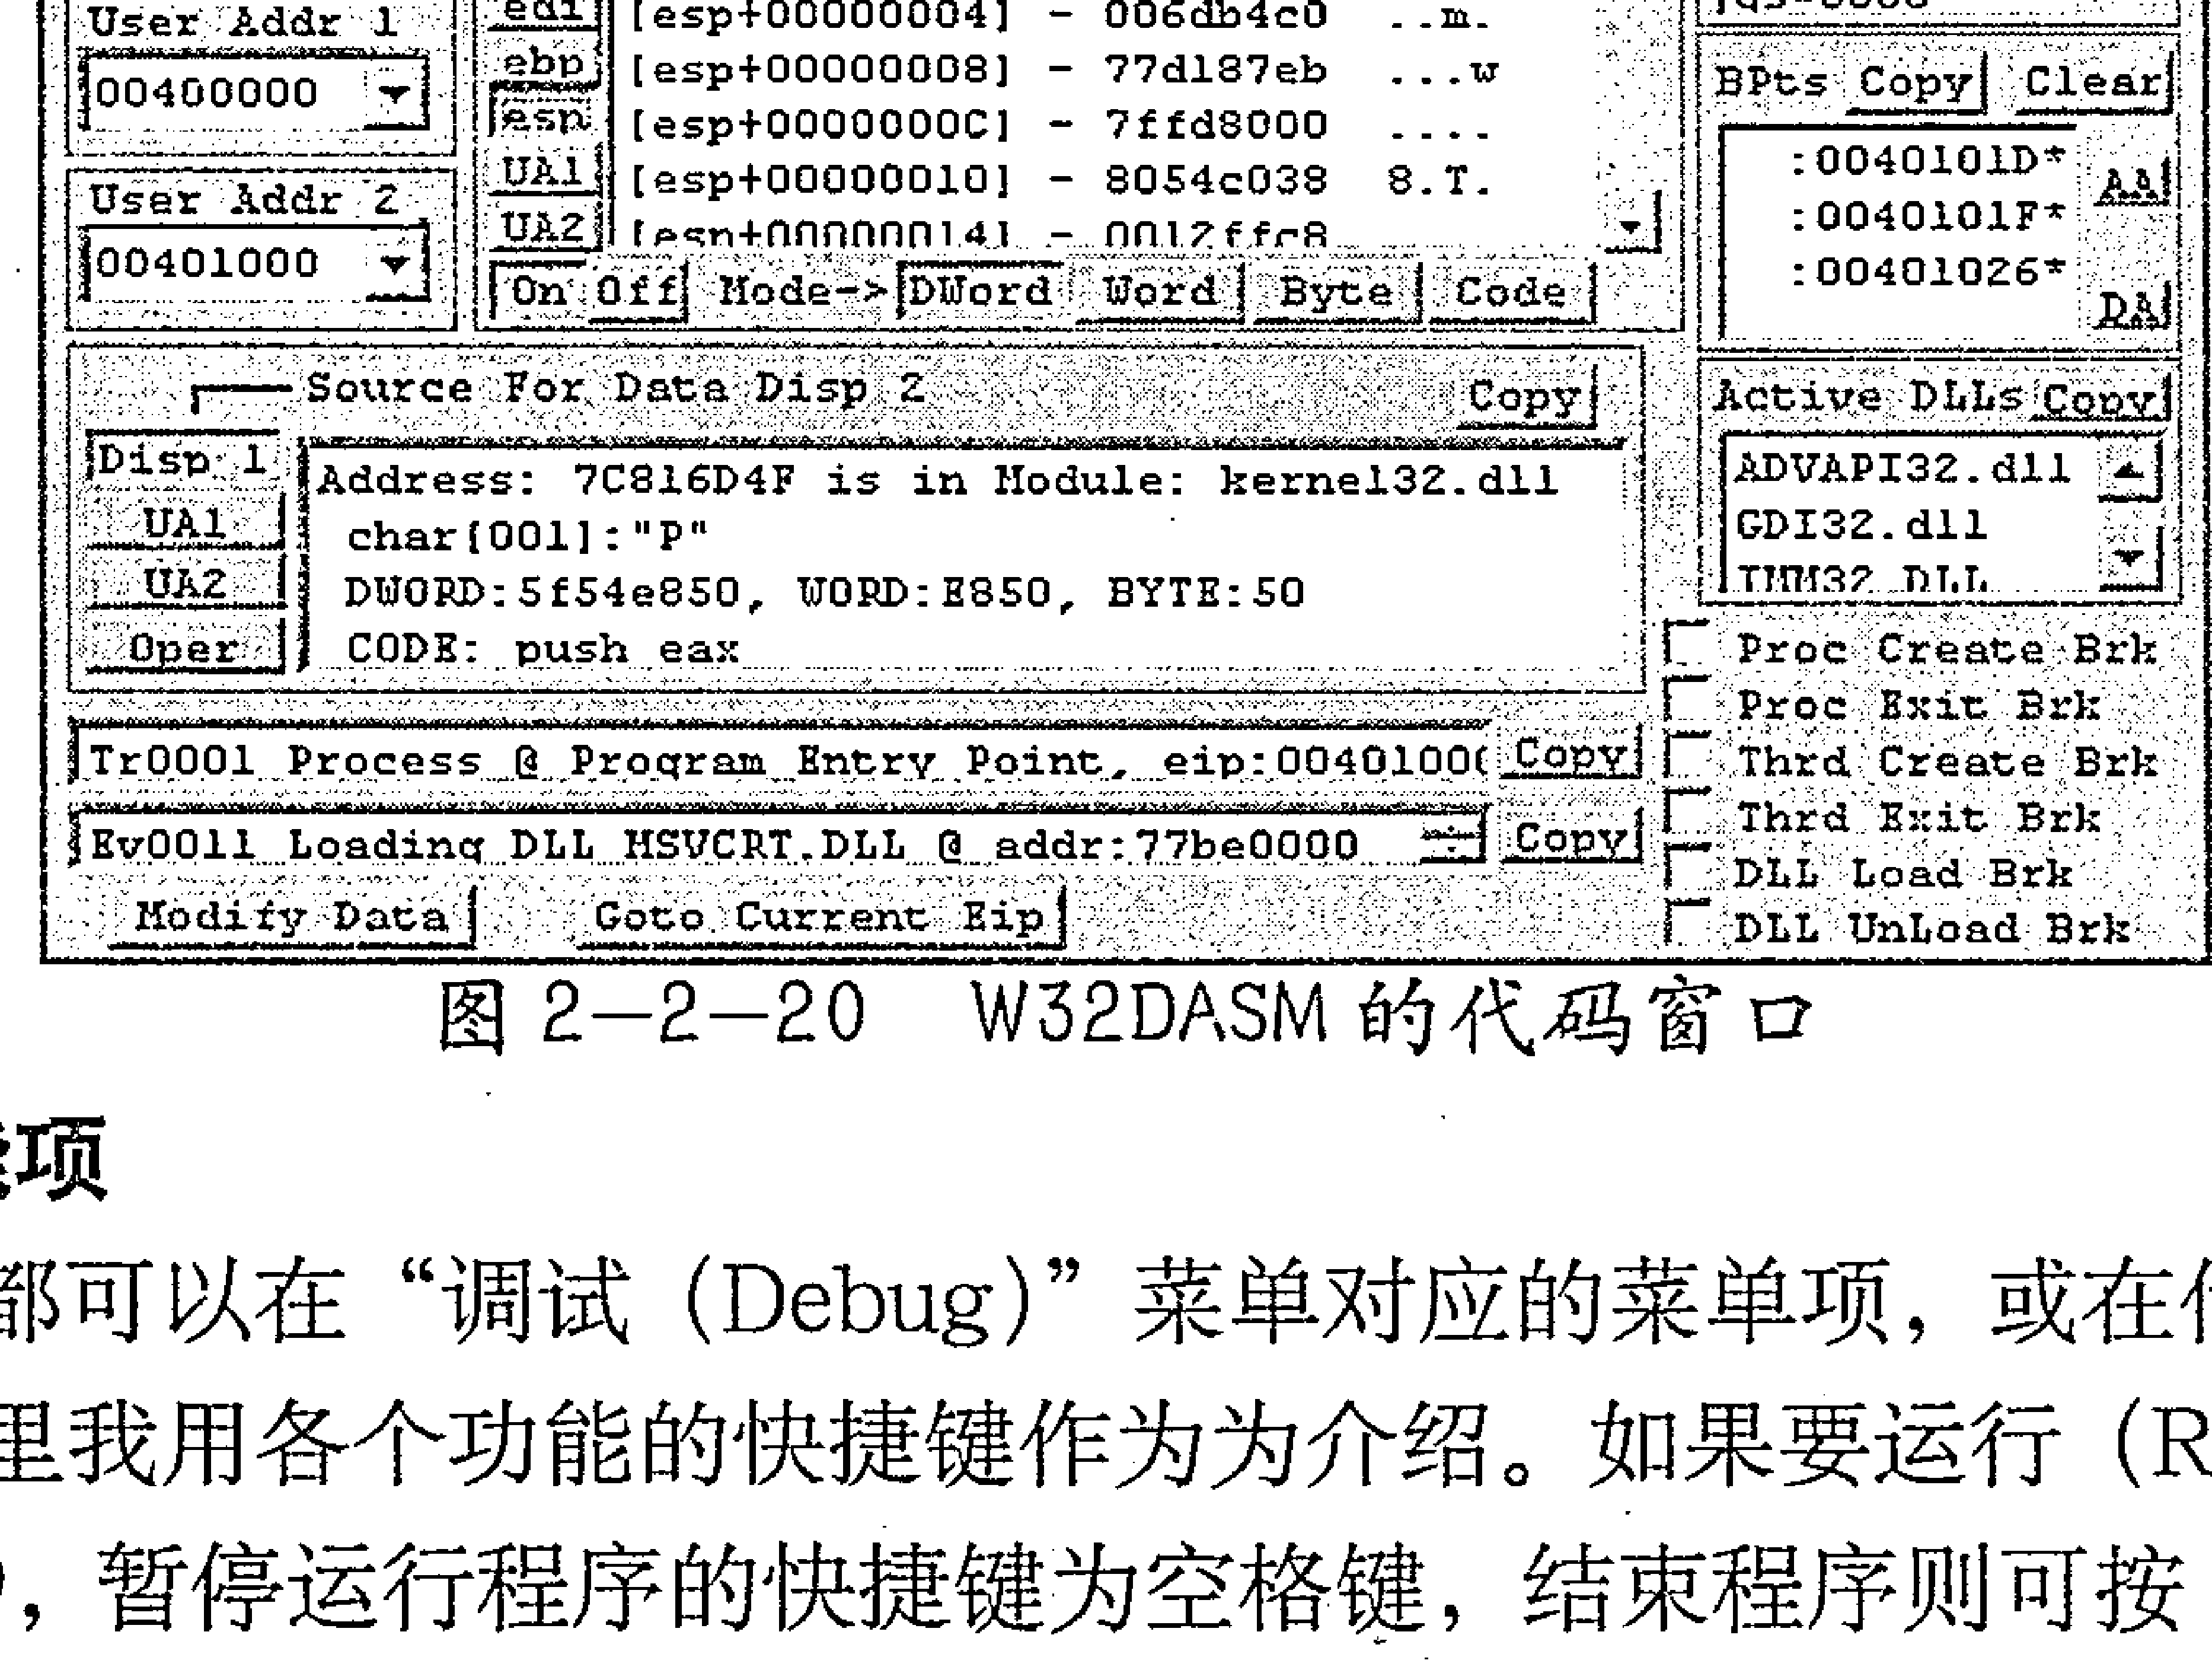 User Addr 1
00400000
User Addr 2
00401000
edi
ebp
esp
UA1
UA2
[esp+00000004] - 006db4c0 ..m.
[esp+00000008] - 77d187eb ...w
[esp+0000000C] - 7ffd8000 ....
[esp+00000010] - 8054c038 8.T.
[esp+00000014] - 0012ffc8
On Off Mode-> DWord Word Byte Code
BPts Copy Clear
:0040101D*
:0040101F*
:00401026*
AA
DA
Source For Data Disp 2 Copy
Disp 1
UA1
UA2
Oper
Address: 7C816D4F is in Module: kernel32.dll
char[001]:"P"
DWORD:5f54e850, WORD:E850, BYTE:50
CODE: push eax
Active DLLs Copy
ADVAPI32.dll
GDI32.dll
IMM32.DLL
Tr0001 Process @ Program Entry Point, eip:0040100 Copy
Ev0011 Loading DLL MSVCRT.DLL @ addr:77be0000 Copy
Modify Data Goto Current Eip
Proc Create Brk
Proc Exit Brk
Thrd Create Brk
Thrd Exit Brk
DLL Load Brk
DLL UnLoad Brk
图 2—2—20 W32DASM 的代码窗口
项
都可以在“调试（Debug）”菜单对应的菜单项，或在
里我用各个功能的快捷键作为为介绍。如果要运行（R
，暂停运行程序的快捷键为空格键，结束程序则可按